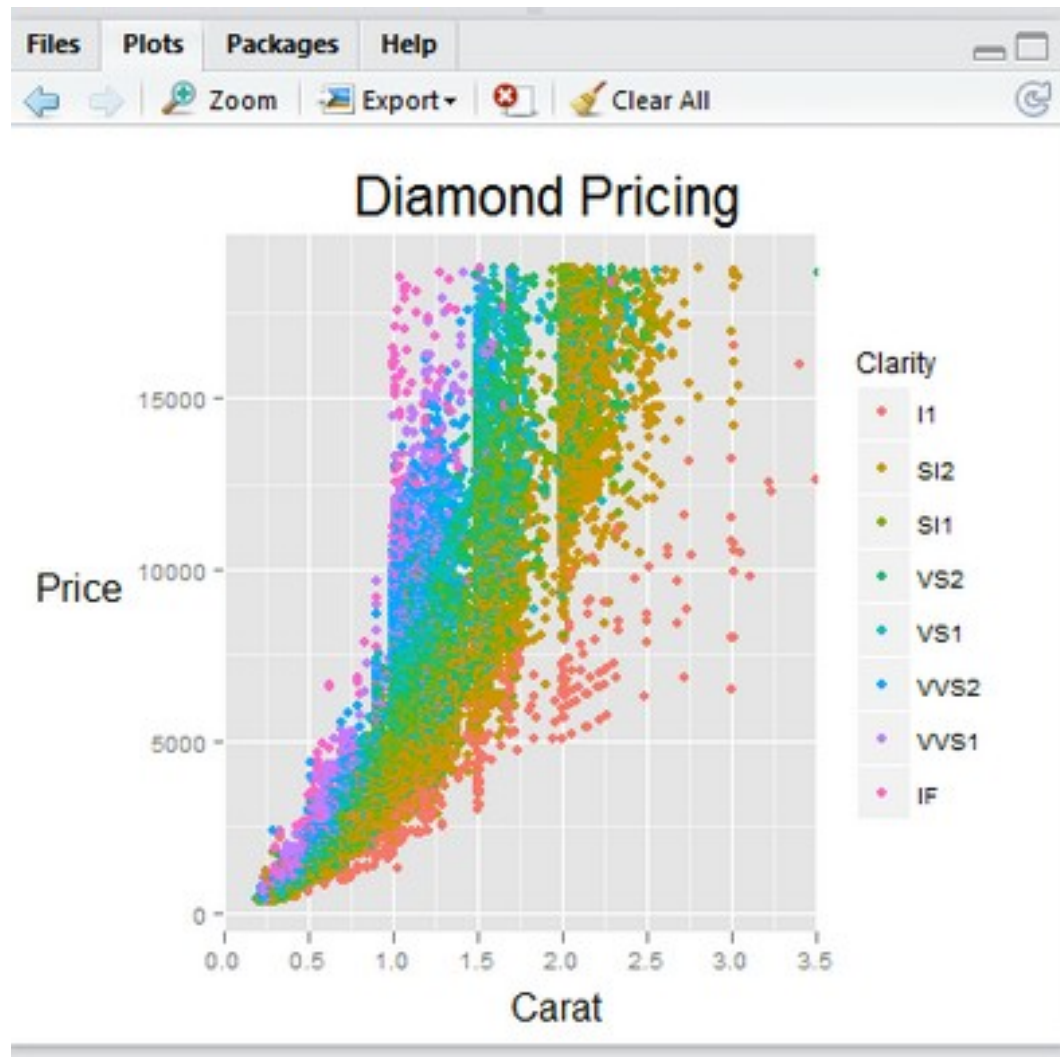 Files Plots Packages Help
Zoom Export Clear All
Diamond Pricing
Price
15000
10000
5000
0
0.0 0.5 1.0 1.5 2.0 2.5 3.0 3.5
Carat
Clarity
I1
SI2
SI1
VS2
VS1
VVS2
VVS1
IF